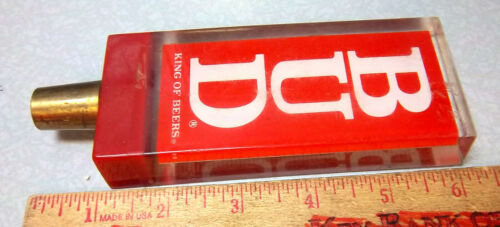 BUD®
KING OF BEERS®
1 MADE IN USA 2 3 4 5 6